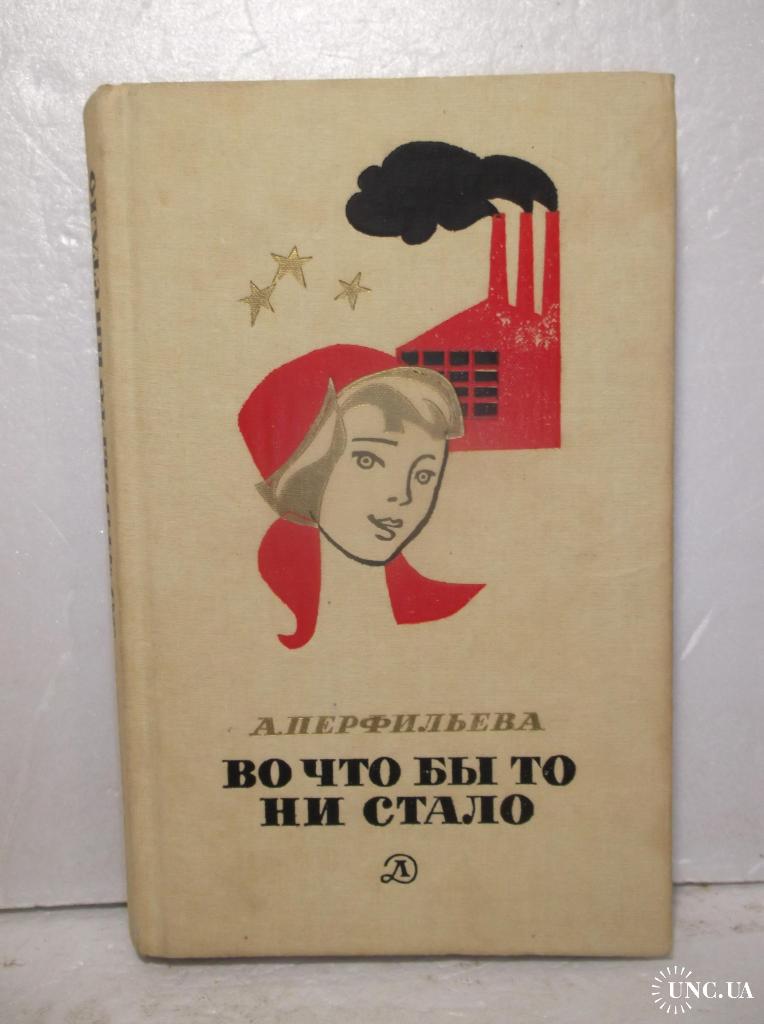 А. ПЕРФИЛЬЕВА
ВО ЧТО БЫ ТО
НИ СТАЛО
Д
UNC.UA